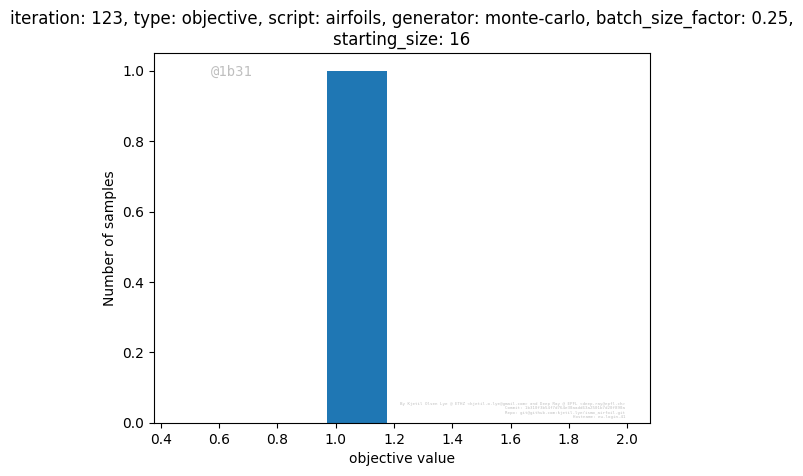 iteration: 123, type: objective, script: airfoils, generator: monte-carlo, batch_size_factor: 0.25,
starting_size: 16
@1b31
1.0
0.8
0.6
0.4
0.2
0.0
Number of samples
0.4 0.6 0.8 1.0 1.2 1.4 1.6 1.8 2.0
objective value